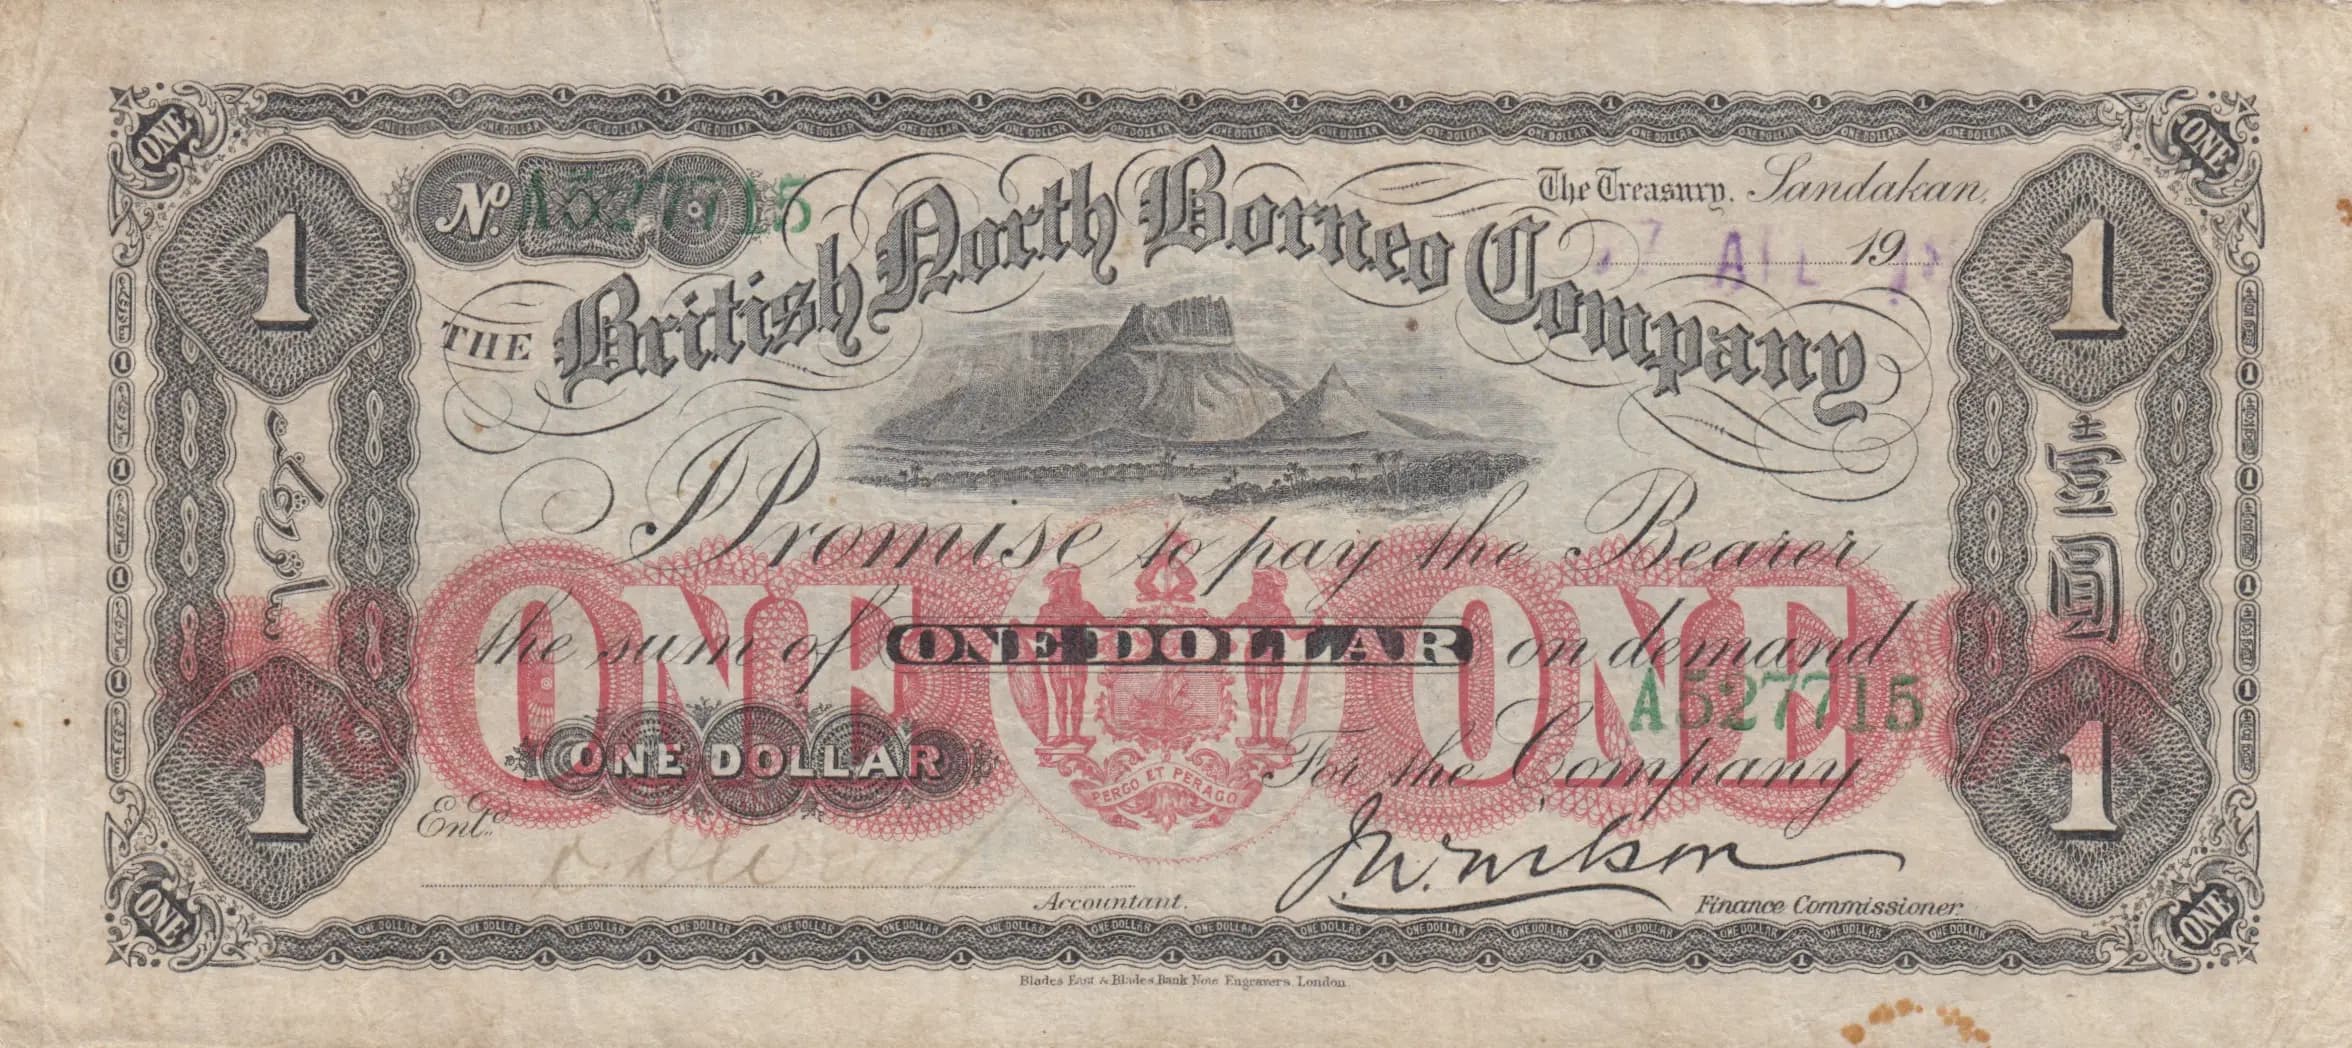 ONE
ONE
1
1
No. A527715
The Treasury, Sandakan,
19
THE British North Borneo Company
I Promise to pay the Bearer
the sum of ONE DOLLAR on demand
ONE ONE
A527715
ONE DOLLAR
For the Company
PERGO ET PERAGO
Entd.
Accountant.
Finance Commissioner.
壹圓
1
1
ONE
ONE
Blades East & Blades Bank Note Engravers. London